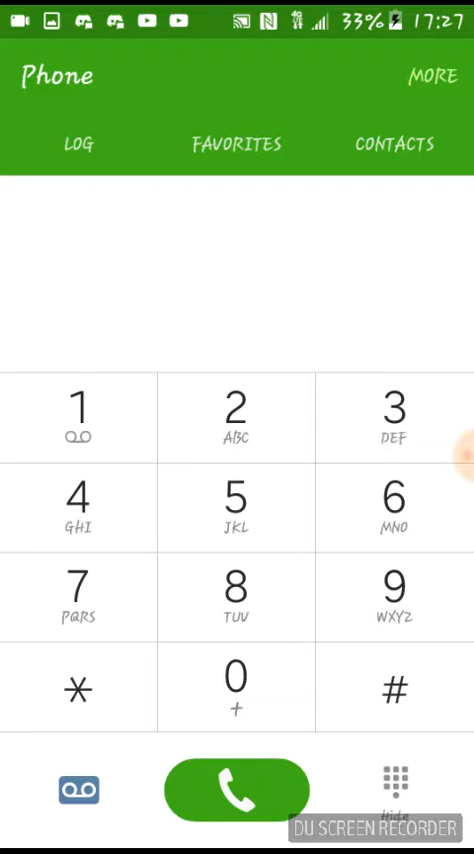 33% 17:27
Phone MORE
LOG FAVORITES CONTACTS
1 2 3
ABC DEF
4 5 6
GHI JKL MNO
7 8 9
PQRS TUV WXYZ
* 0 #
+
Hide
DU SCREEN RECORDER